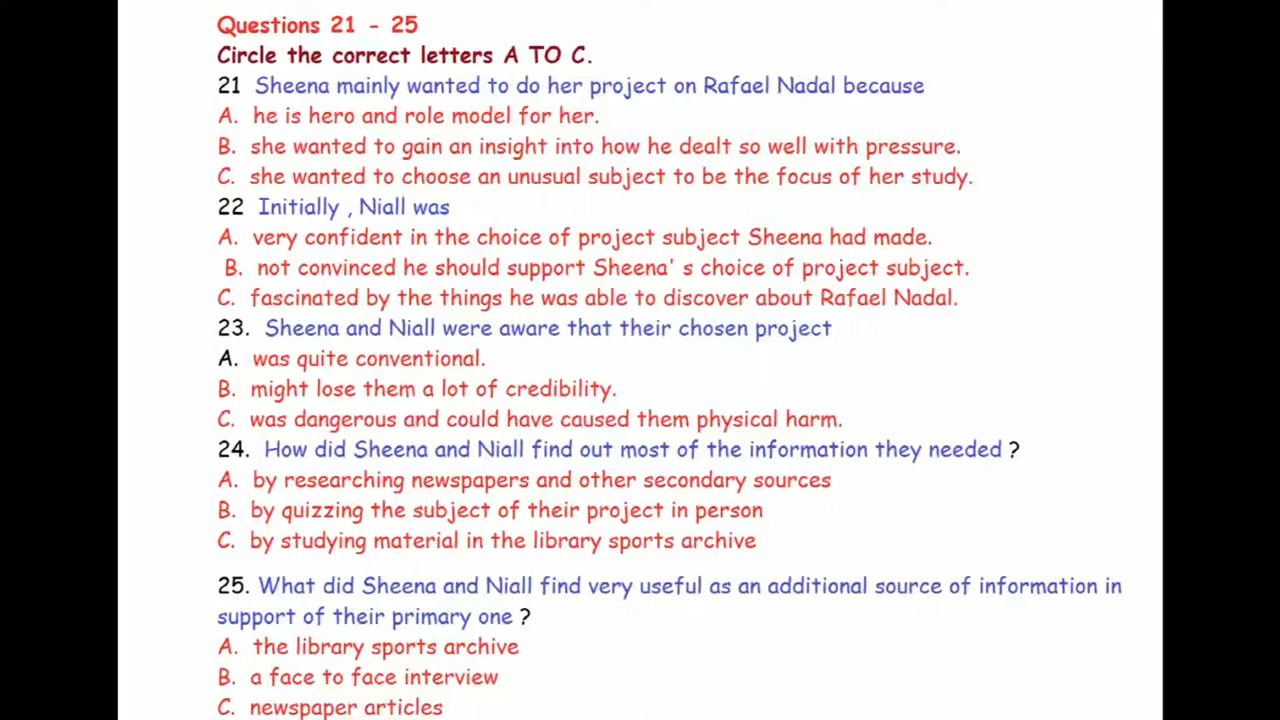 Questions 21 - 25
Circle the correct letters A TO C.
21 Sheena mainly wanted to do her project on Rafael Nadal because
A. he is hero and role model for her.
B. she wanted to gain an insight into how he dealt so well with pressure.
C. she wanted to choose an unusual subject to be the focus of her study.
22 Initially , Niall was
A. very confident in the choice of project subject Sheena had made.
B. not convinced he should support Sheena' s choice of project subject.
C. fascinated by the things he was able to discover about Rafael Nadal.
23. Sheena and Niall were aware that their chosen project
A. was quite conventional.
B. might lose them a lot of credibility.
C. was dangerous and could have caused them physical harm.
24. How did Sheena and Niall find out most of the information they needed ?
A. by researching newspapers and other secondary sources
B. by quizzing the subject of their project in person
C. by studying material in the library sports archive
25. What did Sheena and Niall find very useful as an additional source of information in
support of their primary one ?
A. the library sports archive
B. a face to face interview
C. newspaper articles